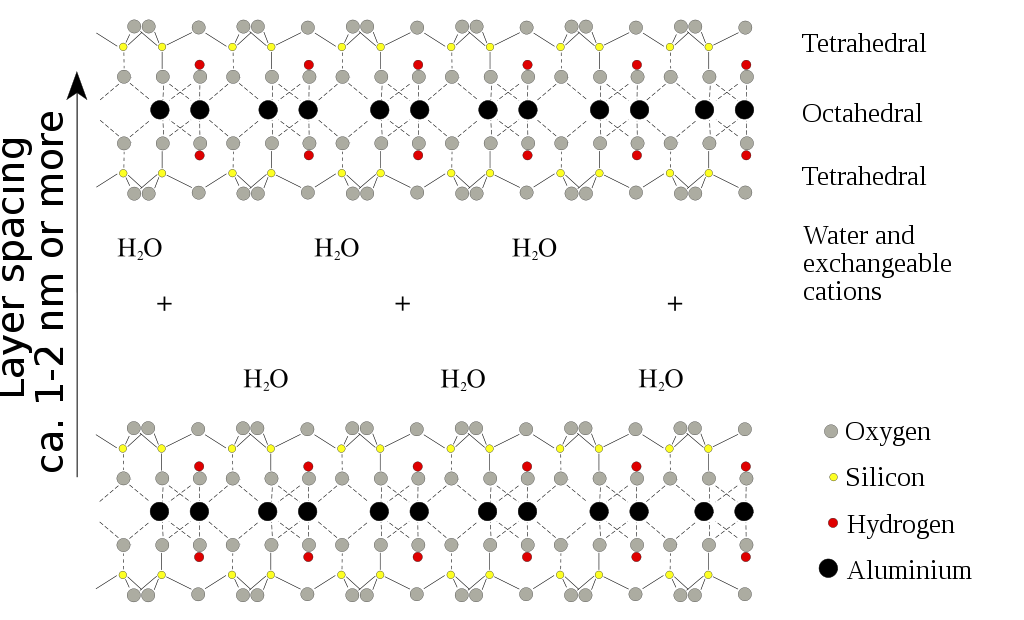 Tetrahedral
Octahedral
Tetrahedral
Layer spacing
ca. 1-2 nm or more
H₂O H₂O H₂O
Water and
exchangeable
cations
+ + +
H₂O H₂O H₂O
Oxygen
Silicon
Hydrogen
Aluminium